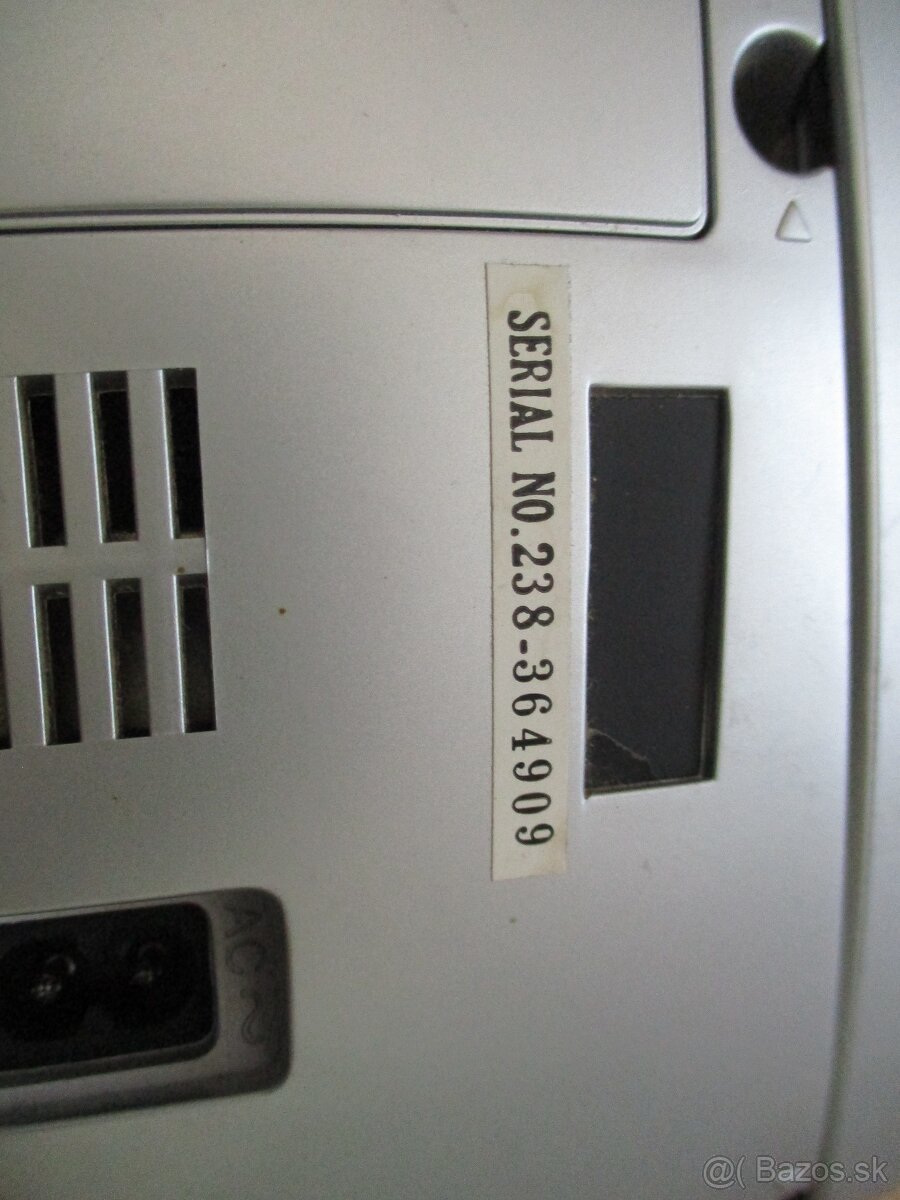 SERIAL NO.238-364909
AC~
@( Bazos.sk